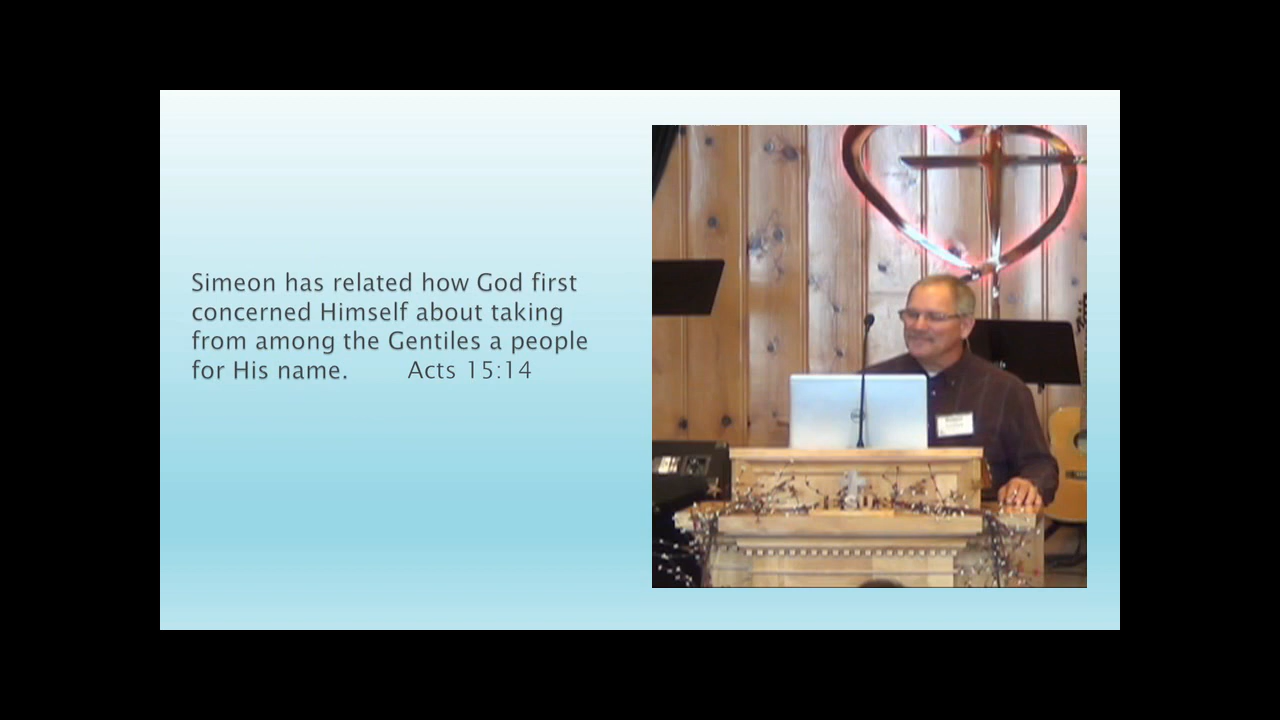 Simeon has related how God first
concerned Himself about taking
from among the Gentiles a people
for His name. Acts 15:14